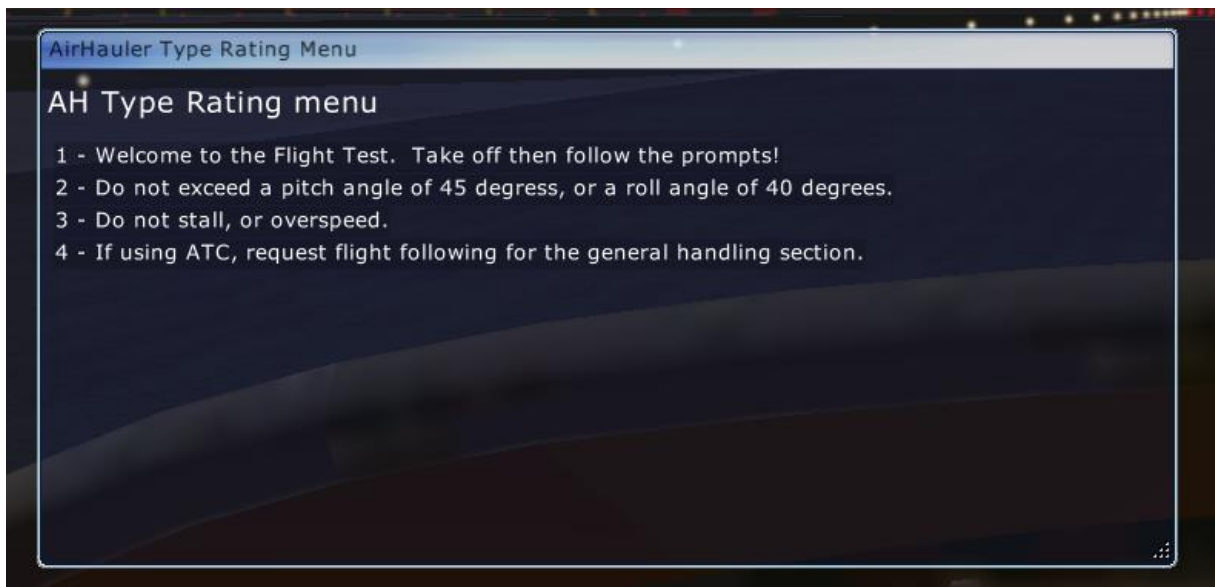 AirHauler Type Rating Menu
AH Type Rating menu
1 - Welcome to the Flight Test.  Take off then follow the prompts!
2 - Do not exceed a pitch angle of 45 degress, or a roll angle of 40 degrees.
3 - Do not stall, or overspeed.
4 - If using ATC, request flight following for the general handling section.